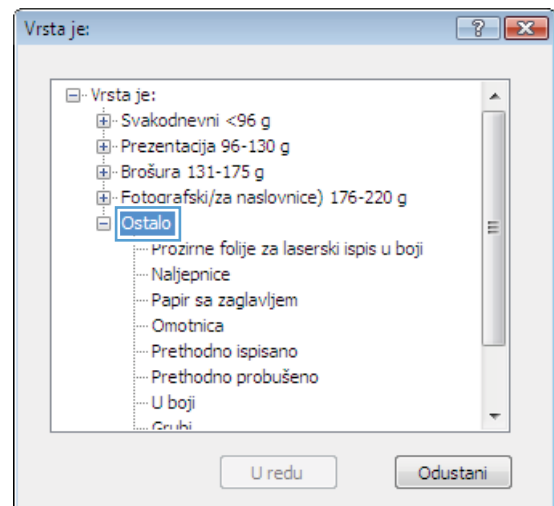 Vrsta je:
Vrsta je:
Svakodnevni <96 g
Prezentacija 96-130 g
Brošura 131-175 g
Fotografski/za naslovnice) 176-220 g
Ostalo
Prozirne folije za laserski ispis u boji
Naljepnice
Papir sa zaglavljem
Omotnica
Prethodno ispisano
Prethodno probušeno
U boji
Grubi
U redu
Odustani